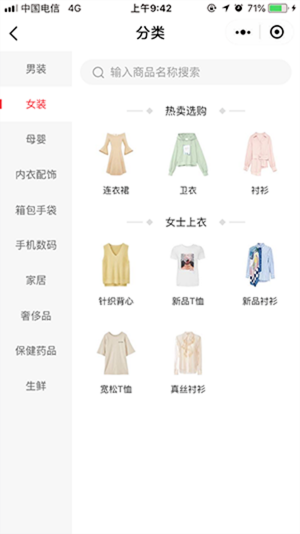 中国电信 4G 上午9:42 71%
分类
输入商品名称搜索
男装
女装
母婴
内衣配饰
箱包手袋
手机数码
家居
奢侈品
保健药品
生鲜
热卖选购
连衣裙 卫衣 衬衫
女士上衣
针织背心 新品T恤 新品衬衫
宽松T恤 真丝衬衫